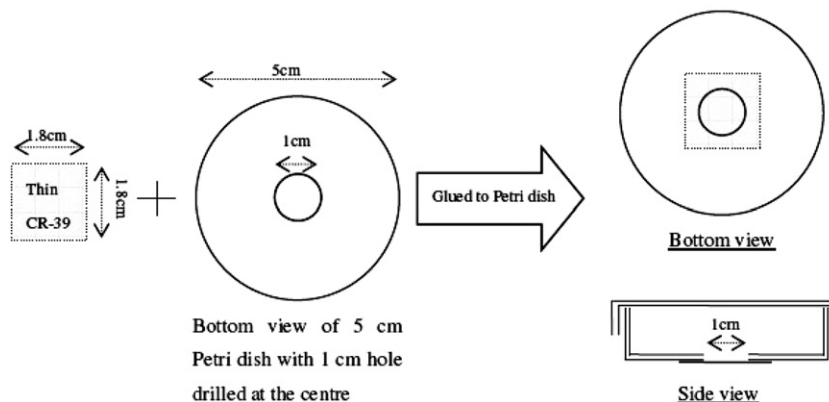 5cm
1.8cm
1cm
Thin
CR-39
1.8cm
Glued to Petri dish
Bottom view
Bottom view of 5 cm
Petri dish with 1 cm hole
drilled at the centre
1cm
Side view